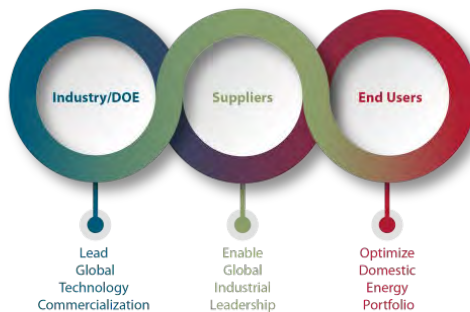 Industry/DOE
Suppliers
End Users
Lead
Global
Technology
Commercialization
Enable
Global
Industrial
Leadership
Optimize
Domestic
Energy
Portfolio